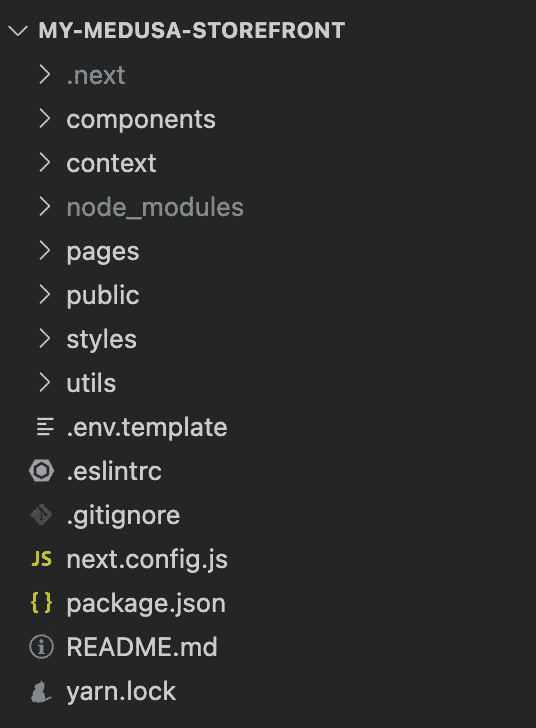 MY-MEDUSA-STOREFRONT
.next
components
context
node_modules
pages
public
styles
utils
.env.template
.eslintrc
.gitignore
JS next.config.js
{ } package.json
README.md
yarn.lock